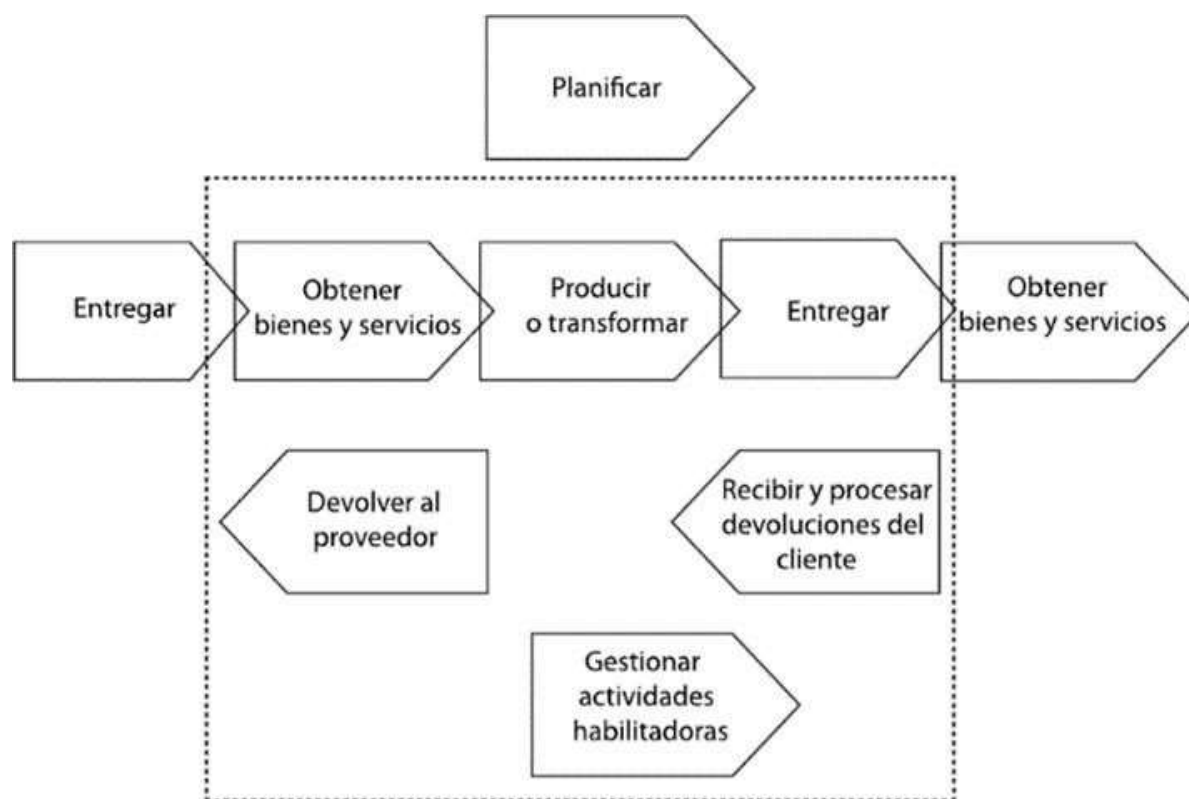 Planificar
Entregar
Obtener
bienes y servicios
Producir
o transformar
Entregar
Obtener
bienes y servicios
Devolver al
proveedor
Recibir y procesar
devoluciones del
cliente
Gestionar
actividades
habilitadoras